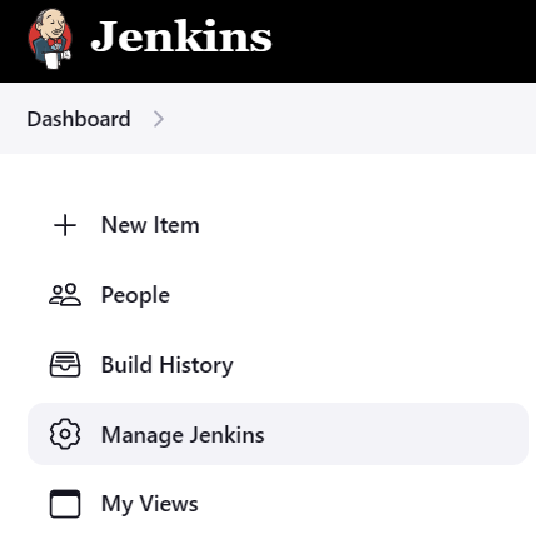 Jenkins
Dashboard
New Item
People
Build History
Manage Jenkins
My Views